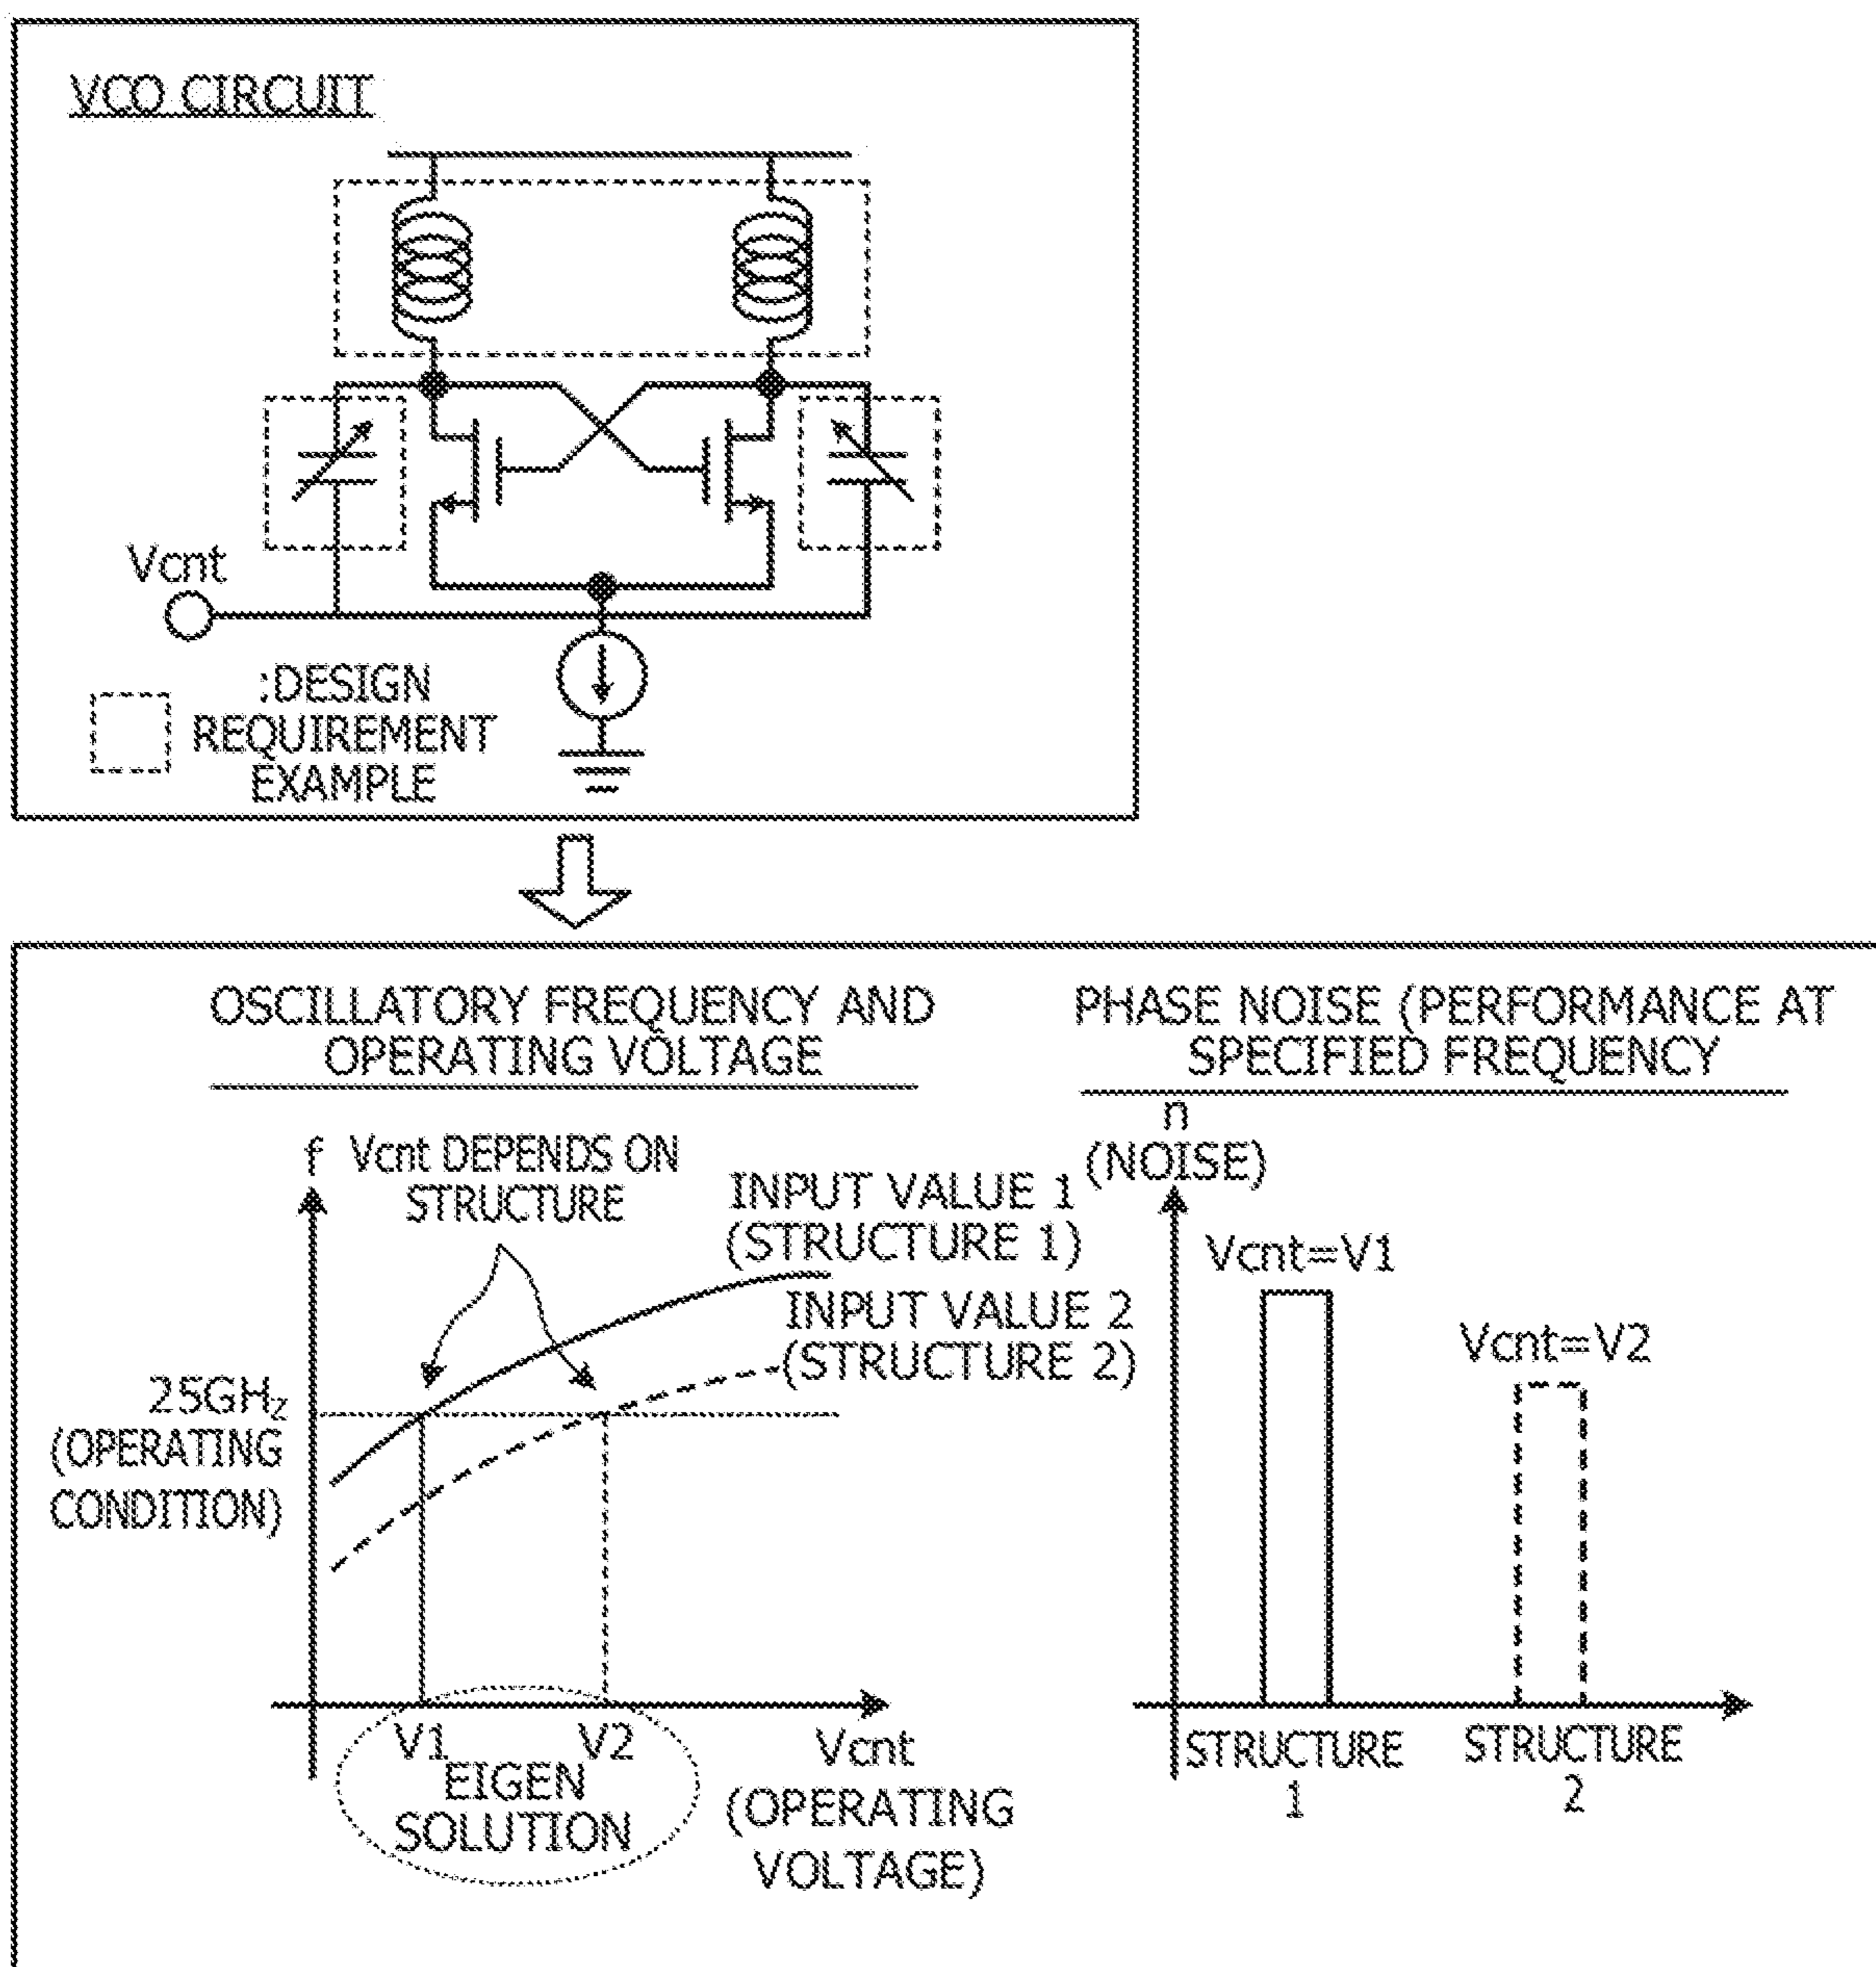 VCO CIRCUIT
Vcnt
:DESIGN
REQUIREMENT
EXAMPLE
OSCILLATORY FREQUENCY AND
OPERATING VOLTAGE
f
Vcnt DEPENDS ON
STRUCTURE
INPUT VALUE 1
(STRUCTURE 1)
INPUT VALUE 2
(STRUCTURE 2)
25GHz
(OPERATING
CONDITION)
V1
V2
EIGEN
SOLUTION
Vcnt
(OPERATING
VOLTAGE)
PHASE NOISE (PERFORMANCE AT
SPECIFIED FREQUENCY
n
(NOISE)
Vcnt=V1
Vcnt=V2
STRUCTURE
1
STRUCTURE
2